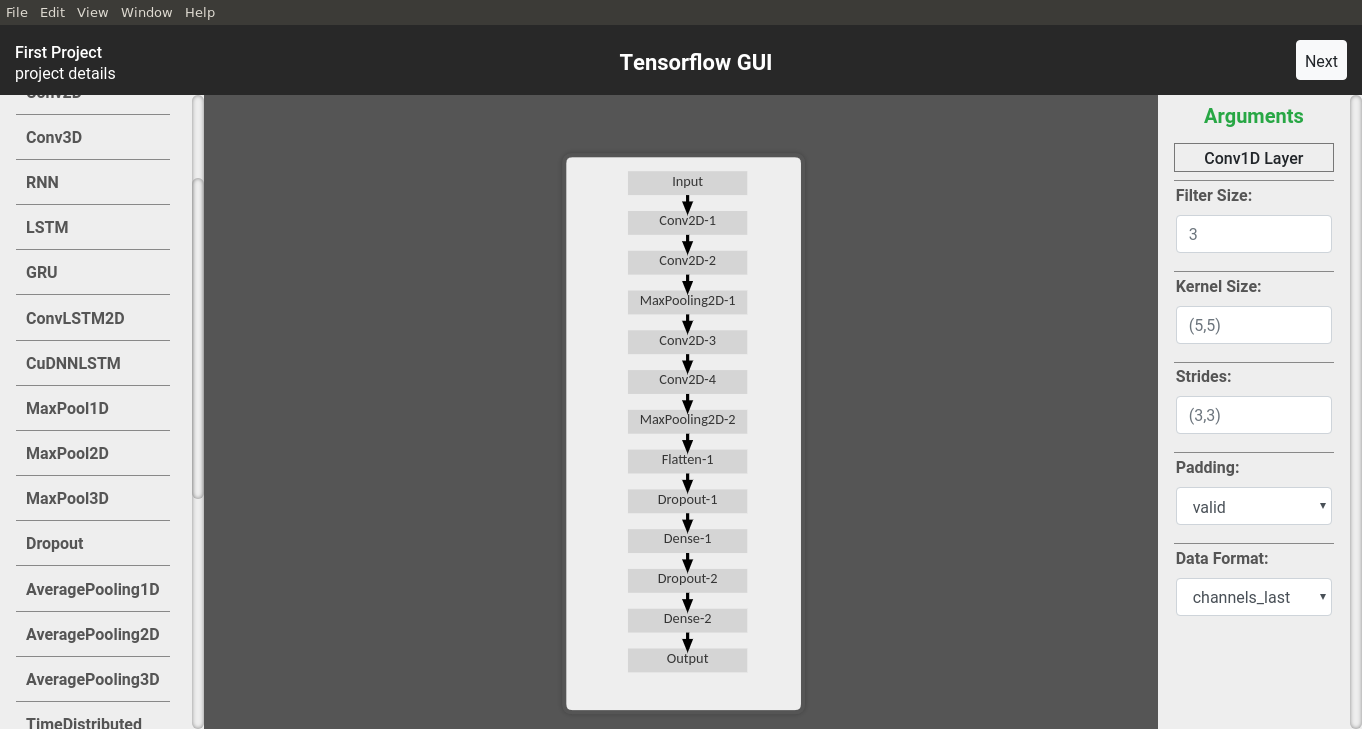 File Edit View Window Help
First Project
project details
Tensorflow GUI
Next
Conv2D
Conv3D
RNN
LSTM
GRU
ConvLSTM2D
CuDNNLSTM
MaxPool1D
MaxPool2D
MaxPool3D
Dropout
AveragePooling1D
AveragePooling2D
AveragePooling3D
TimeDistributed
Input
Conv2D-1
Conv2D-2
MaxPooling2D-1
Conv2D-3
Conv2D-4
MaxPooling2D-2
Flatten-1
Dropout-1
Dense-1
Dropout-2
Dense-2
Output
Arguments
Conv1D Layer
Filter Size:
3
Kernel Size:
(5,5)
Strides:
(3,3)
Padding:
valid
Data Format:
channels_last